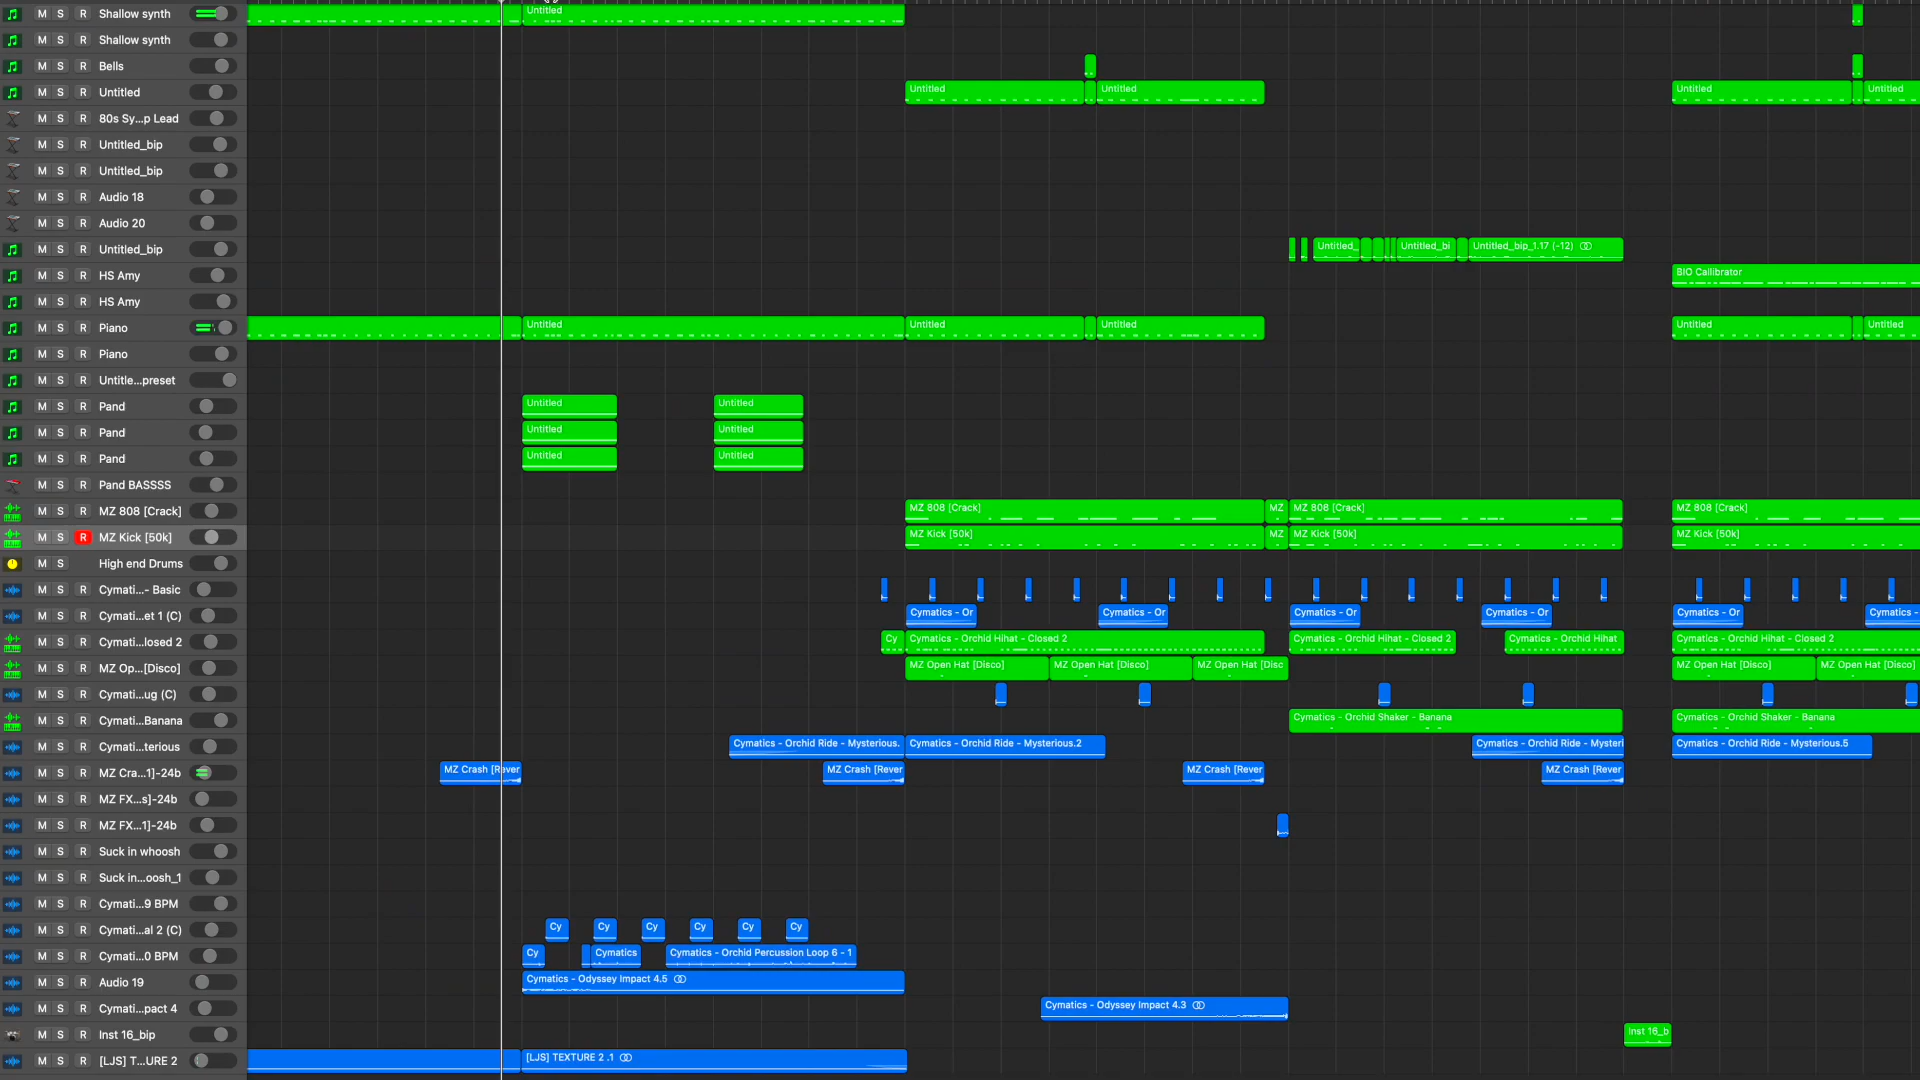 M S R Shallow synth Untitled
M S R Shallow synth
M S R Bells
M S R Untitled Untitled Untitled Untitled Untitled
M S R 80s Sy...p Lead
M S R Untitled_bip
M S R Untitled_bip
M S R Audio 18
M S R Audio 20
M S R Untitled_bip Untitled_ Untitled_bi Untitled_bip_1.17 (-12)
M S R HS Amy BIO Callibrator
M S R HS Amy
M S R Piano Untitled Untitled Untitled Untitled Untitled
M S R Piano
M S R Untitle...preset
M S R Pand Untitled Untitled
M S R Pand Untitled Untitled
M S R Pand Untitled Untitled
M S R Pand BASSSS
M S R MZ 808 [Crack] MZ 808 [Crack] MZ MZ 808 [Crack] MZ 808 [Crack]
M S R MZ Kick [50k] MZ Kick [50k] MZ MZ Kick [50k] MZ Kick [50k]
M S High end Drums
M S R Cymati...- Basic
M S R Cymati...et 1 (C) Cymatics - Or Cymatics - Or Cymatics - Or Cymatics - Or Cymatics - Or Cymatics -
M S R Cymati...losed 2 Cy Cymatics - Orchid Hihat - Closed 2 Cymatics - Orchid Hihat - Closed 2 Cymatics - Orchid Hihat Cymatics - Orchid Hihat - Closed 2
M S R MZ Op...[Disco] MZ Open Hat [Disco] MZ Open Hat [Disco] MZ Open Hat [Disc MZ Open Hat [Disco] MZ Open Hat [Disco]
M S R Cymati...ug (C)
M S R Cymati...Banana Cymatics - Orchid Shaker - Banana Cymatics - Orchid Shaker - Banana
M S R Cymati...terious Cymatics - Orchid Ride - Mysterious. Cymatics - Orchid Ride - Mysterious.2 Cymatics - Orchid Ride - Mysteri Cymatics - Orchid Ride - Mysterious.5
M S R MZ Cra...1]-24b MZ Crash [Rever MZ Crash [Rever MZ Crash [Rever MZ Crash [Rever
M S R MZ FX...s]-24b
M S R MZ FX...1]-24b
M S R Suck in whoosh
M S R Suck in...oosh_1
M S R Cymati...9 BPM
M S R Cymati...al 2 (C) Cy Cy Cy Cy Cy Cy
M S R Cymati...0 BPM Cy Cymatics Cymatics - Orchid Percussion Loop 6 - 1
M S R Audio 19 Cymatics - Odyssey Impact 4.5
M S R Cymati...pact 4 Cymatics - Odyssey Impact 4.3
M S R Inst 16_bip Inst 16_b
M S R [LJS] T...URE 2 [LJS] TEXTURE 2 .1